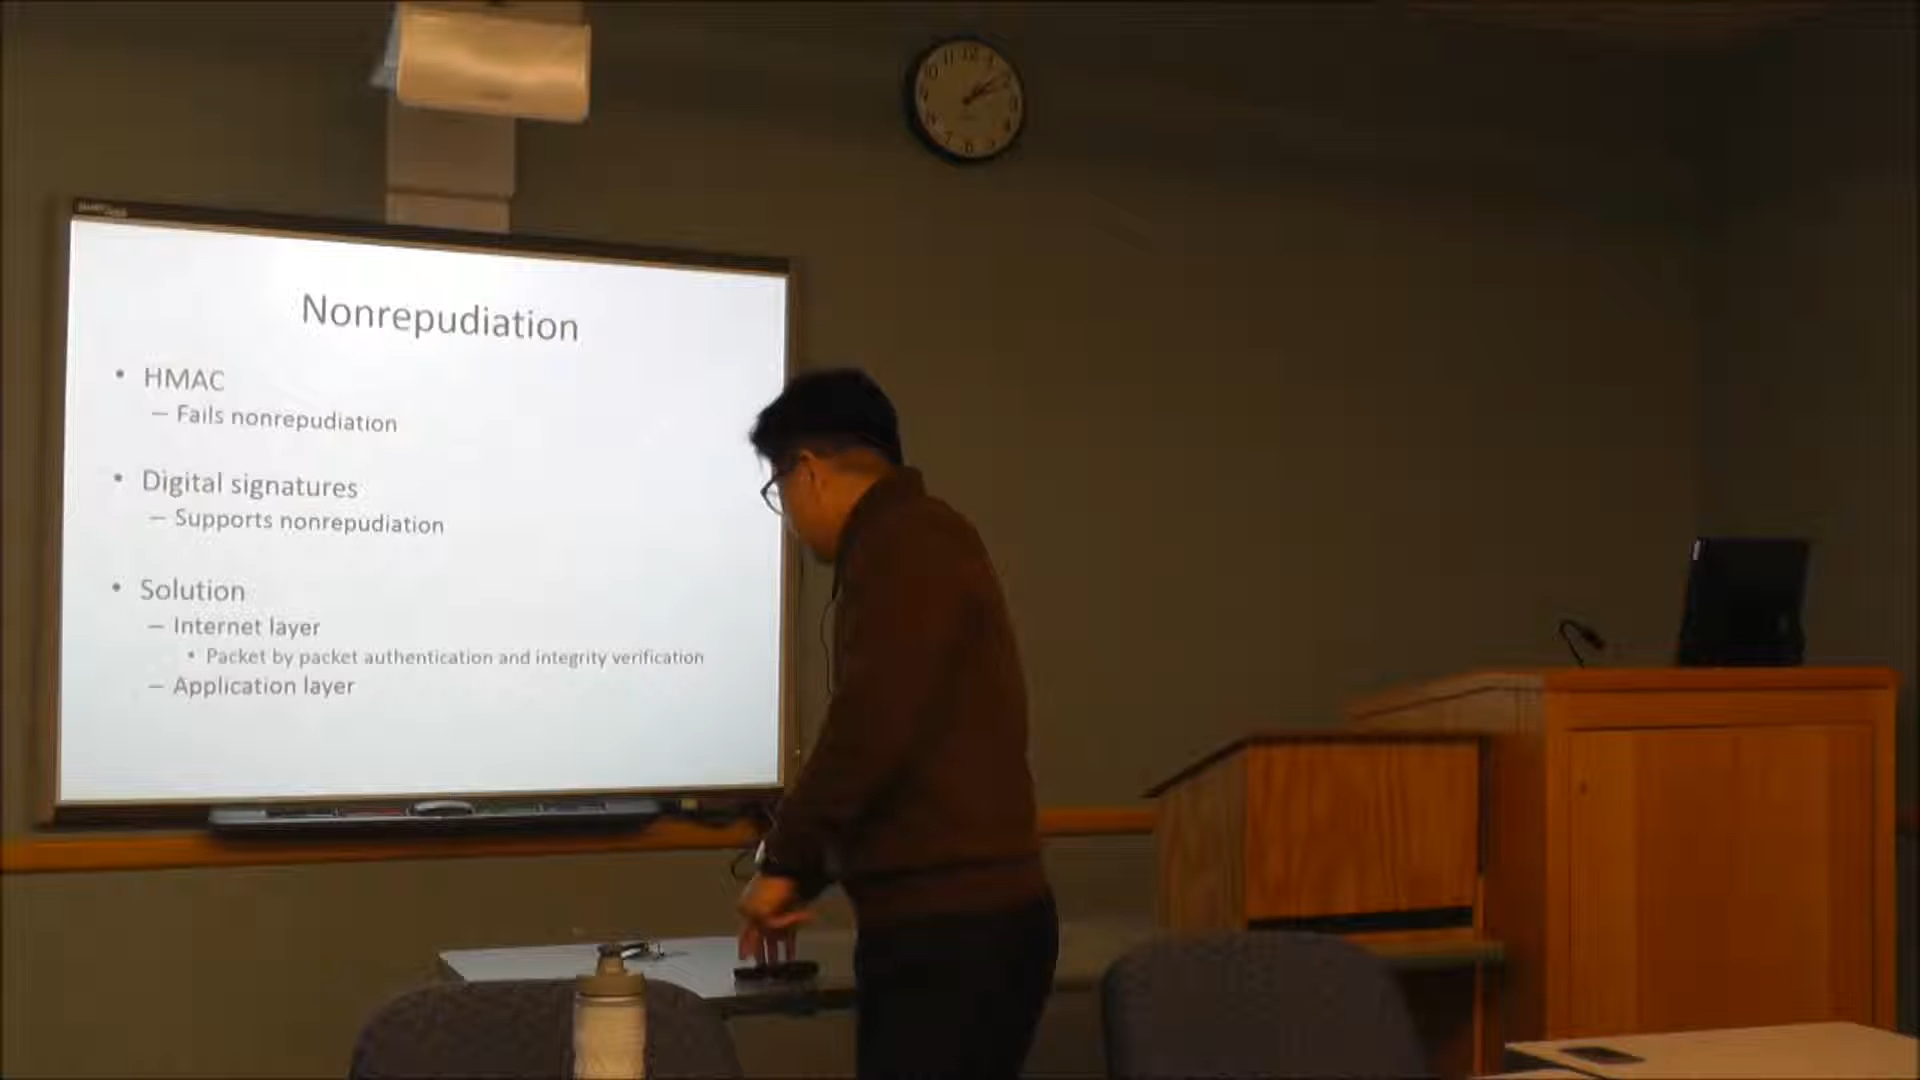 Nonrepudiation
• HMAC
– Fails nonrepudiation
• Digital signatures
– Supports nonrepudiation
• Solution
– Internet layer
• Packet by packet authentication and integrity verification
– Application layer